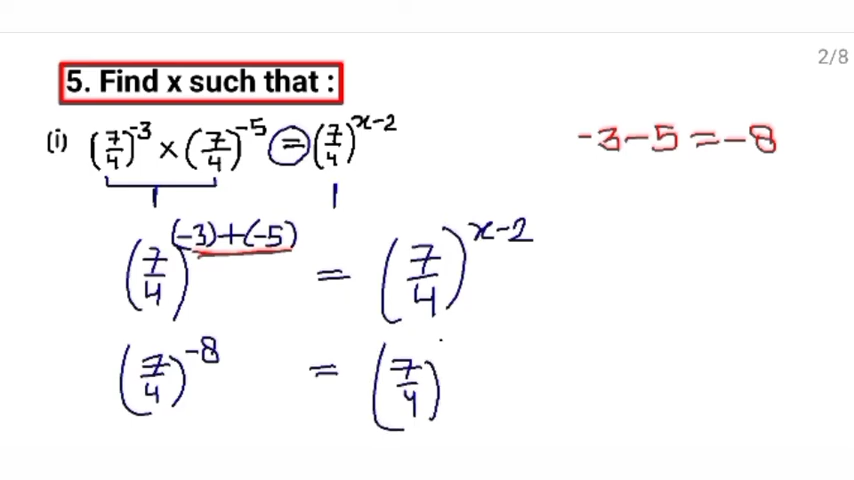 2/8
5. Find x such that :
(i) (7/4)^-3 × (7/4)^-5 = (7/4)^x-2
-3-5=-8
(7/4)^(-3)+(-5) = (7/4)^x-2
(7/4)^-8 = (7/4)